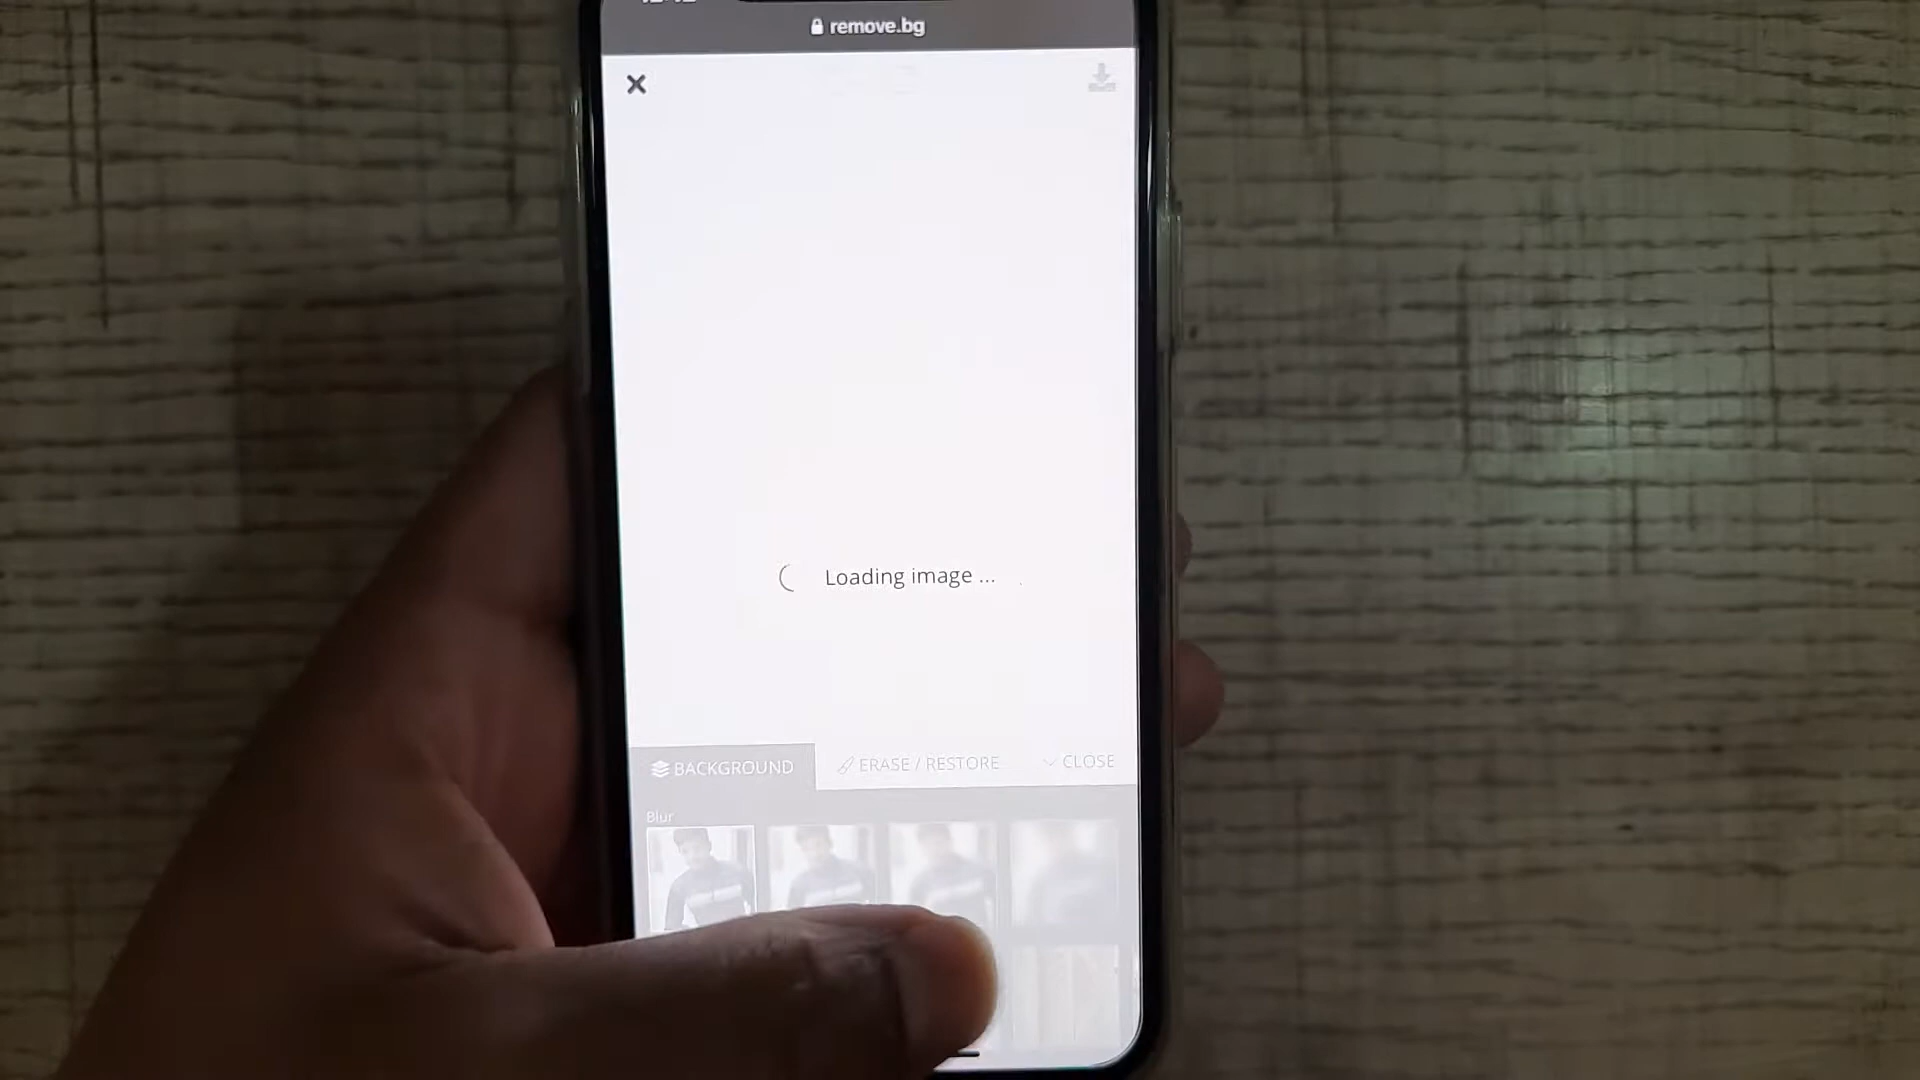 remove.bg
Loading image ...
BACKGROUND
ERASE / RESTORE
CLOSE
Blur